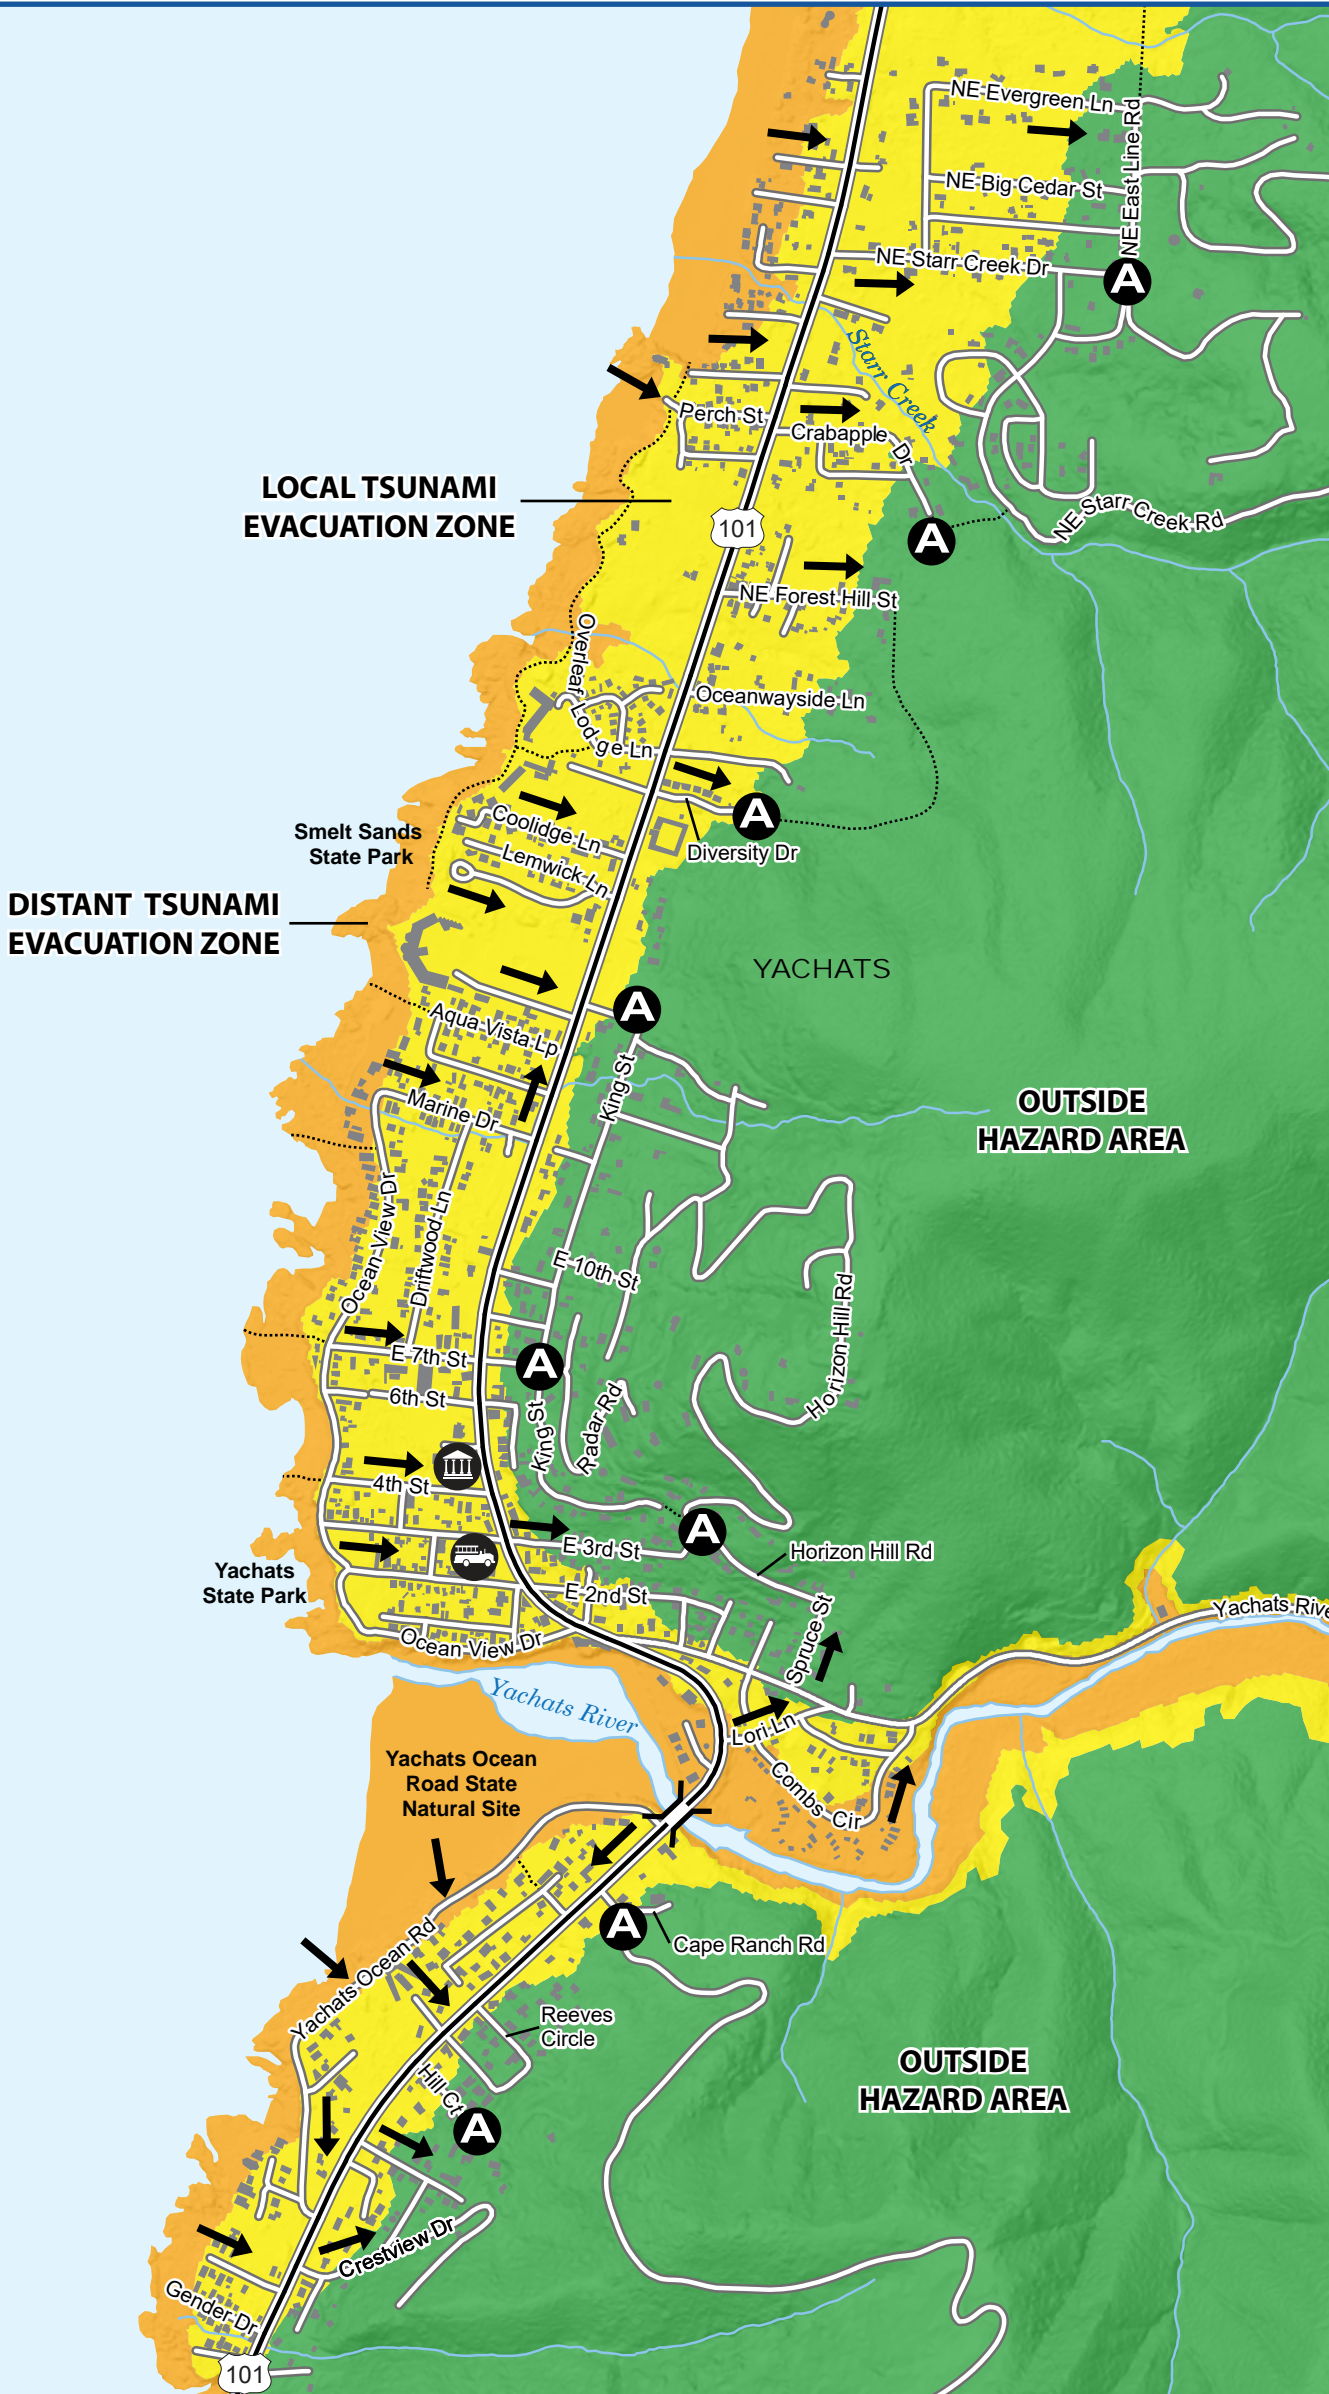 NE Evergreen Ln
NE East Line Rd
NE Big Cedar St
NE Starr Creek Dr
A
Starr Creek
Perch St
Crabapple Dr
LOCAL TSUNAMI
EVACUATION ZONE
101
A
NE Starr Creek Rd
NE Forest Hill St
Overleaf Lodge Ln
Oceanwayside Ln
A
Coolidge Ln
Diversity Dr
Smelt Sands
State Park
Lemwick Ln
DISTANT TSUNAMI
EVACUATION ZONE
YACHATS
A
Aqua Vista Lp
King St
Marine Dr
OUTSIDE
HAZARD AREA
Ocean View Dr
Driftwood Ln
E 10th St
Horizon Hill Rd
E 7th St
A
6th St
King St
Radar Rd
4th St
A
E 3rd St
Horizon Hill Rd
Yachats
State Park
E 2nd St
Spruce St
Yachats Rive
Ocean View Dr
Yachats River
Lori Ln
Yachats Ocean
Road State
Natural Site
Combs Cir
A
Cape Ranch Rd
Yachats Ocean Rd
Reeves
Circle
OUTSIDE
HAZARD AREA
Hill Ct
A
Crestview Dr
Gender Dr
101